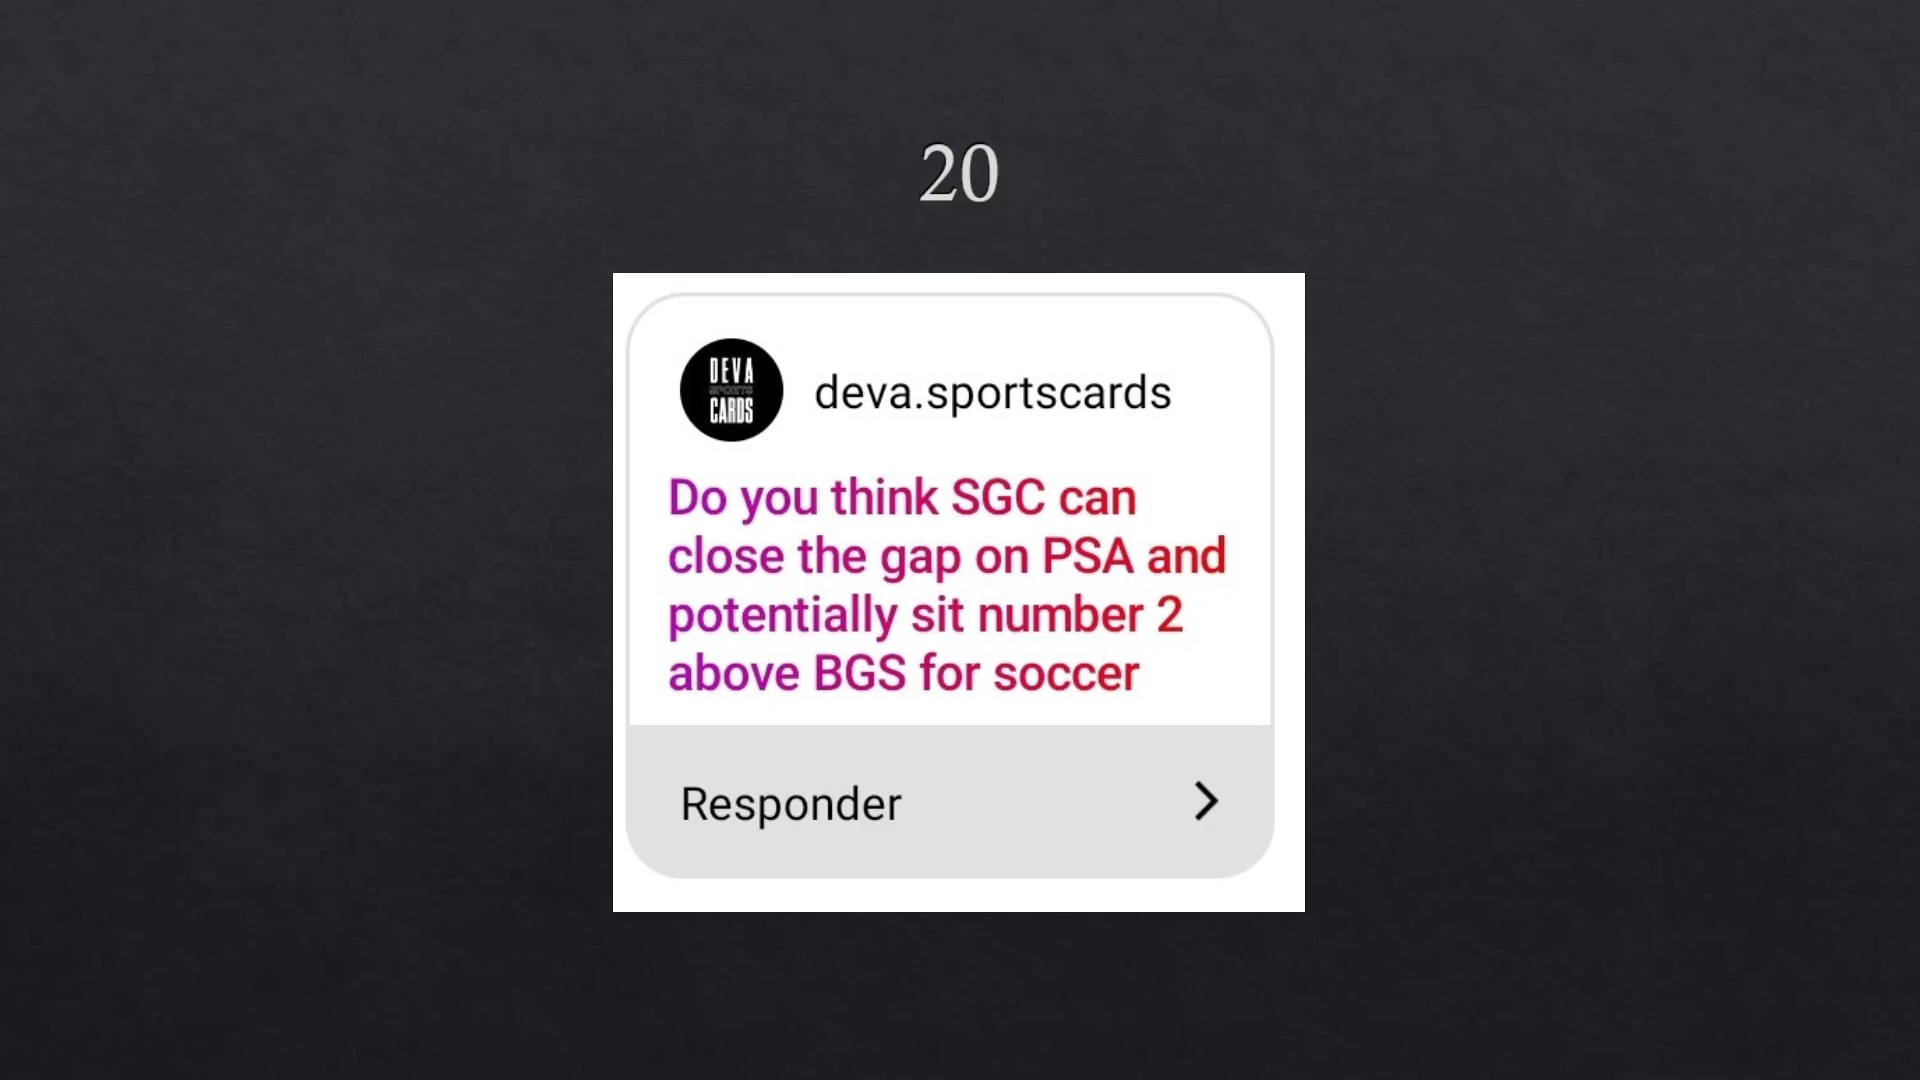 20
DEVA
SPORTS
CARDS
deva.sportscards
Do you think SGC can
close the gap on PSA and
potentially sit number 2
above BGS for soccer
Responder